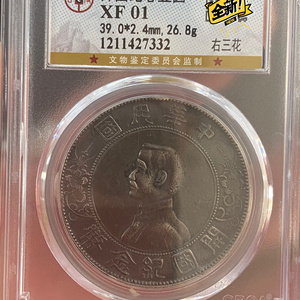 XF 01
39.0*2.4mm, 26.8g
1211427332
全新!
右三花
文物鉴定委员会监制
中華民國
開國紀念幣